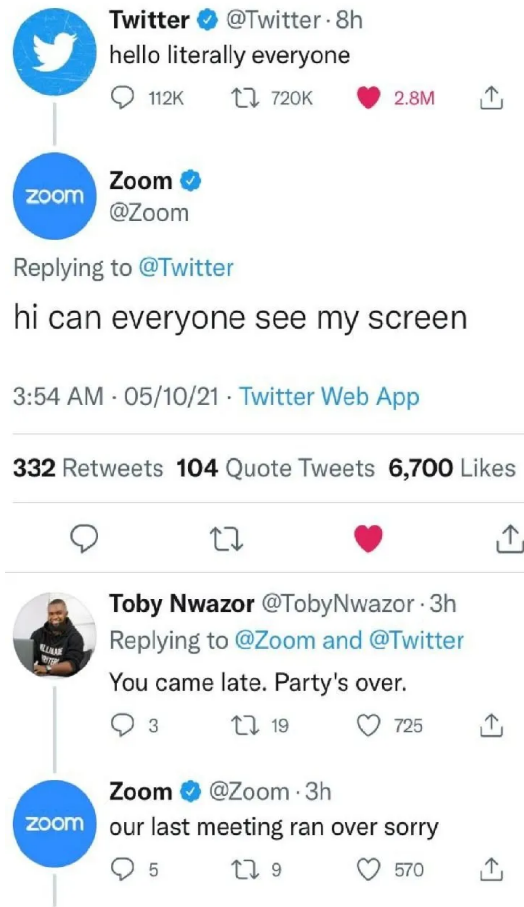 Twitter @Twitter · 8h
hello literally everyone
112K 720K 2.8M
zoom
Zoom
@Zoom
Replying to @Twitter
hi can everyone see my screen
3:54 AM · 05/10/21 · Twitter Web App
332 Retweets 104 Quote Tweets 6,700 Likes
Toby Nwazor @TobyNwazor · 3h
Replying to @Zoom and @Twitter
You came late. Party's over.
3 19 725
Zoom @Zoom · 3h
zoom
our last meeting ran over sorry
5 9 570